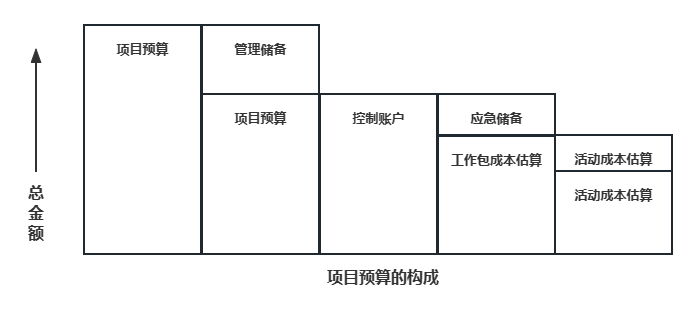 项目预算
管理储备
项目预算
控制账户
应急储备
工作包成本估算
活动成本估算
活动成本估算
总金额
项目预算的构成